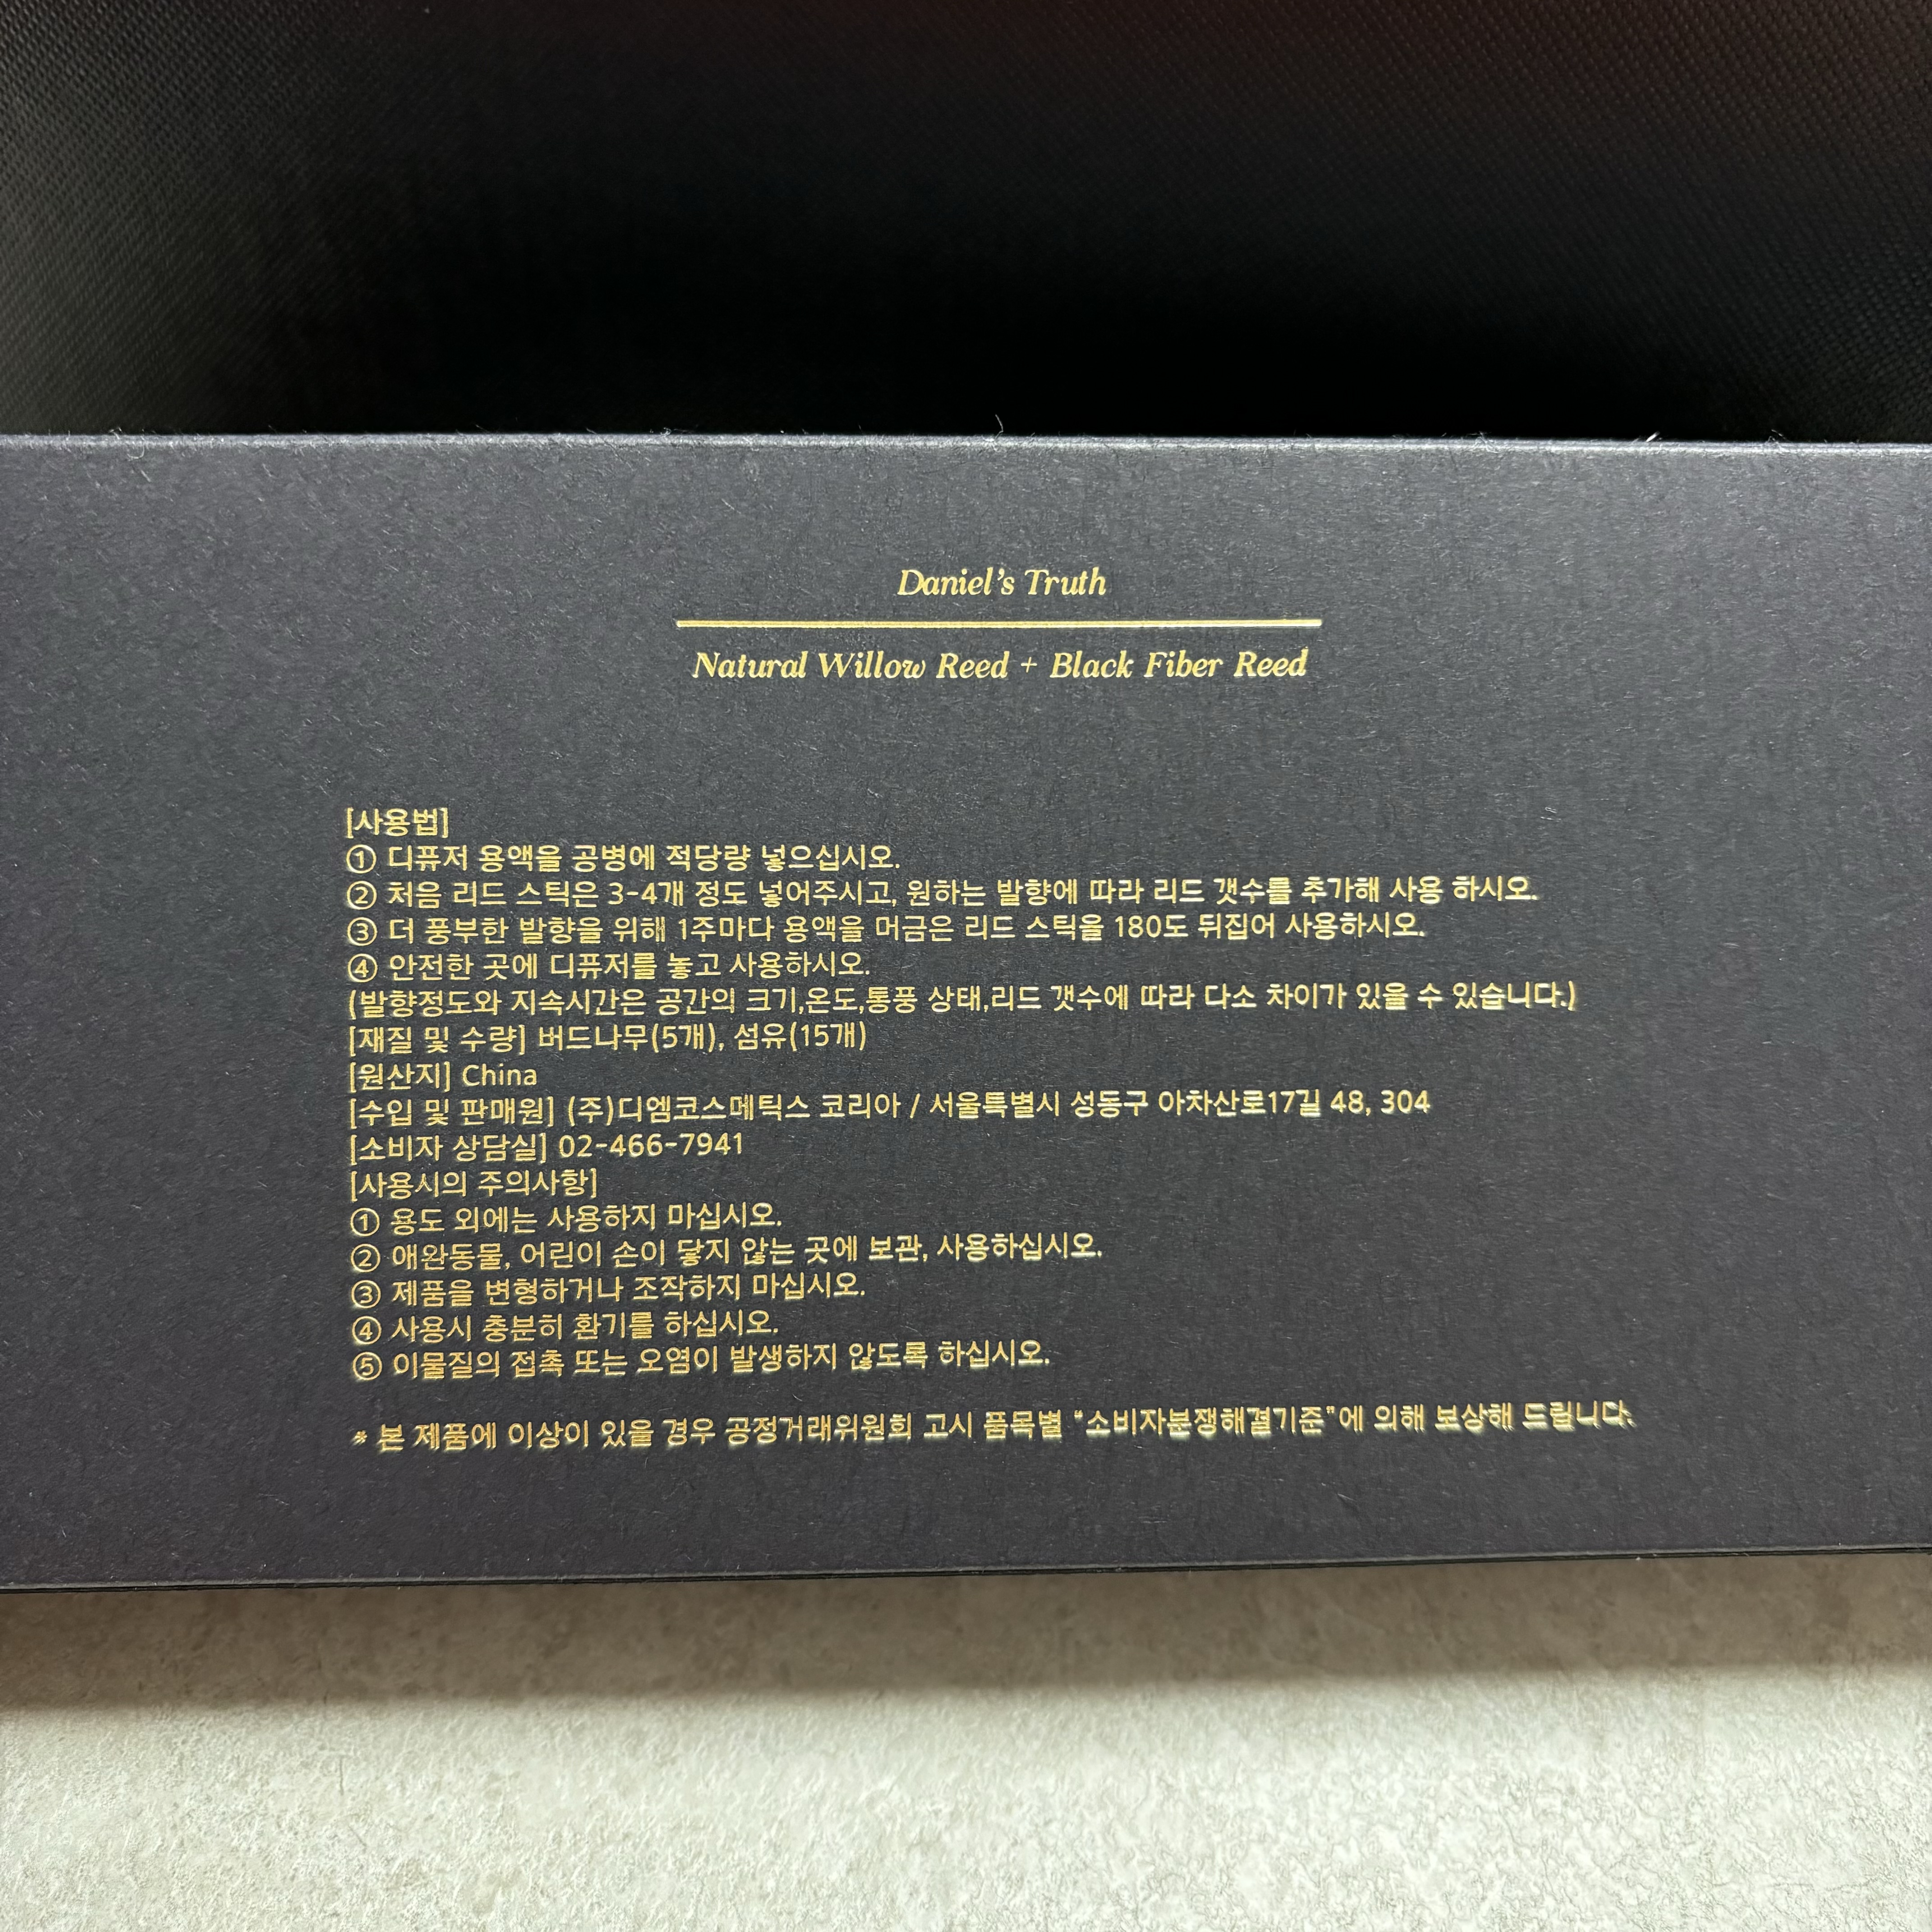 Daniel's Truth
Natural Willow Reed + Black Fiber Reed
[사용법]
① 디퓨저 용액을 공병에 적당량 넣으십시오.
② 처음 리드 스틱은 3-4개 정도 넣어주시고, 원하는 발향에 따라 리드 갯수를 추가해 사용 하시오.
③ 더 풍부한 발향을 위해 1주마다 용액을 머금은 리드 스틱을 180도 뒤집어 사용하시오.
④ 안전한 곳에 디퓨저를 놓고 사용하시오.
(발향정도와 지속시간은 공간의 크기,온도,통풍 상태,리드 갯수에 따라 다소 차이가 있을 수 있습니다.)
[재질 및 수량] 버드나무(5개), 섬유(15개)
[원산지] China
[수입 및 판매원] (주)디엠코스메틱스 코리아 / 서울특별시 성동구 아차산로17길 48, 304
[소비자 상담실] 02-466-7941
[사용시의 주의사항]
① 용도 외에는 사용하지 마십시오.
② 애완동물, 어린이 손이 닿지 않는 곳에 보관, 사용하십시오.
③ 제품을 변형하거나 조작하지 마십시오.
④ 사용시 충분히 환기를 하십시오.
⑤ 이물질의 접촉 또는 오염이 발생하지 않도록 하십시오.
* 본 제품에 이상이 있을 경우 공정거래위원회 고시 품목별 "소비자분쟁해결기준"에 의해 보상해 드립니다.